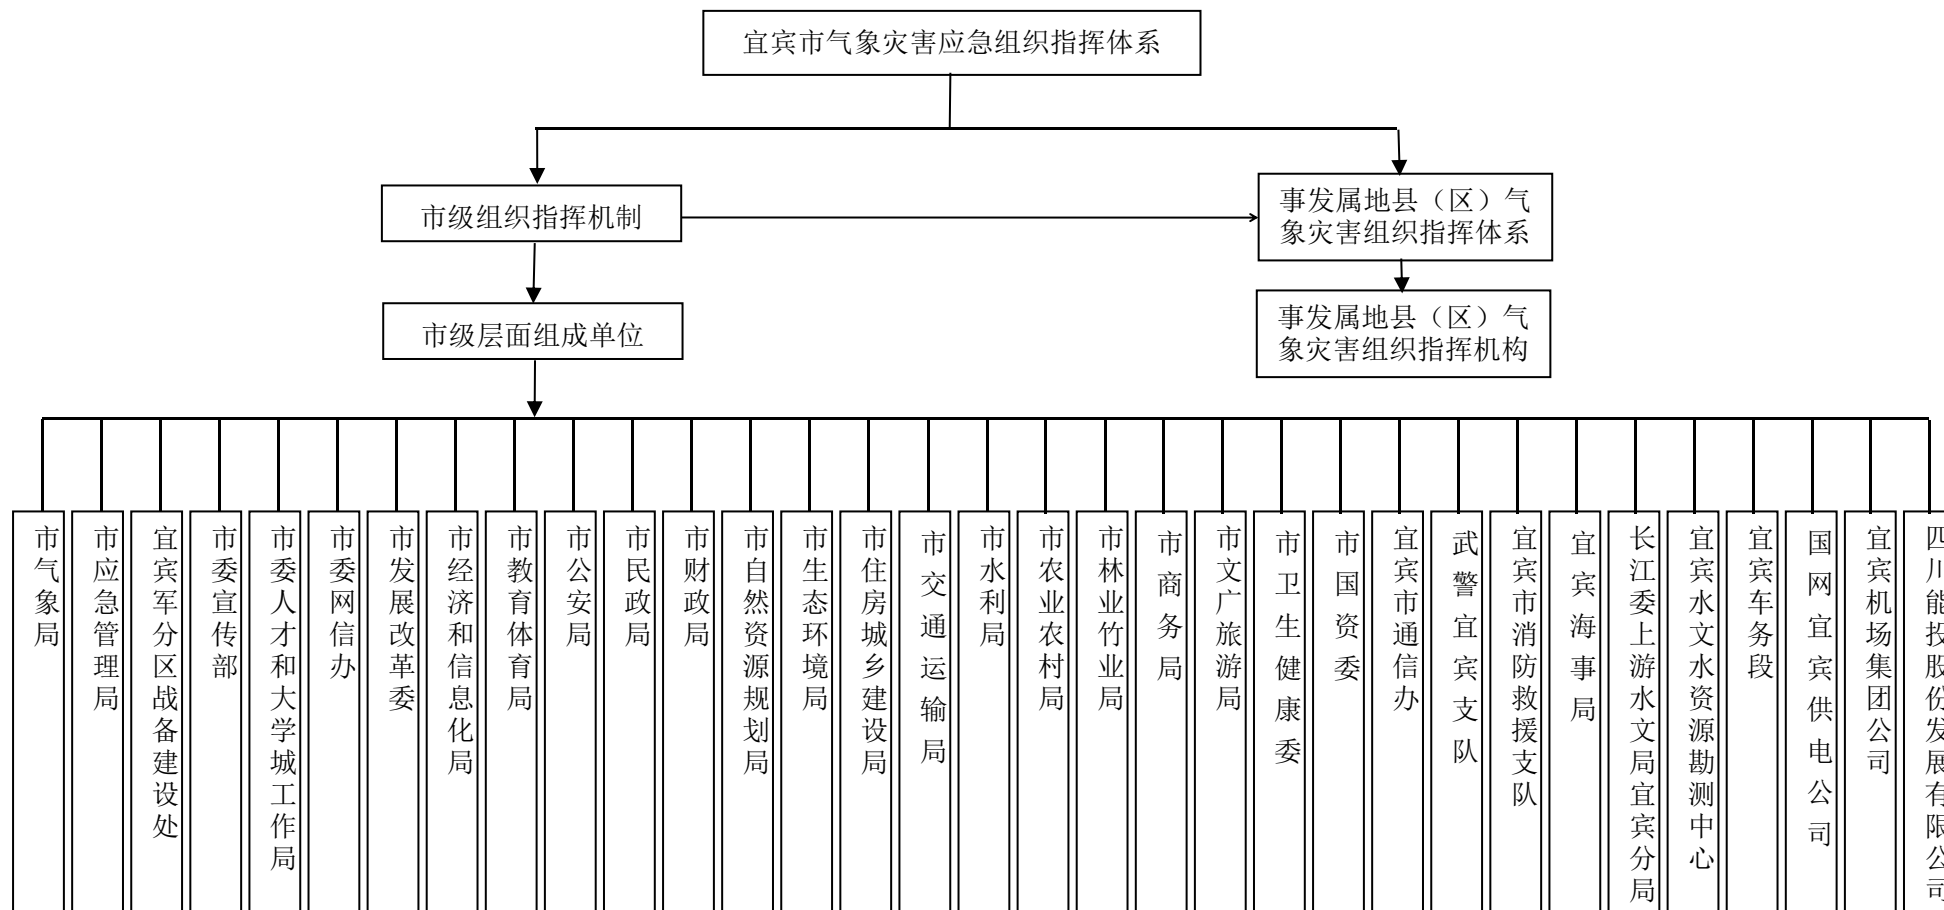 宜宾市气象灾害应急组织指挥体系
市级组织指挥机制
事发属地县（区）气
象灾害组织指挥体系
市级层面组成单位
事发属地县（区）气
象灾害组织指挥机构
市气象局
市应急管理局
宜宾军分区战备建设处
市委宣传部
市委人才和大学城工作局
市委网信办
市发展改革委
市经济和信息化局
市教育体育局
市公安局
市民政局
市财政局
市自然资源规划局
市生态环境局
市住房城乡建设局
市交通运输局
市水利局
市农业农村局
市林业竹业局
市商务局
市文广旅游局
市卫生健康委
市国资委
宜宾市通信办
武警宜宾支队
宜宾市消防救援支队
宜宾海事局
长江委上游水文局宜宾分局
宜宾水文水资源勘测中心
宜宾车务段
国网宜宾供电公司
宜宾机场集团公司
四川能投股份发展有限公司